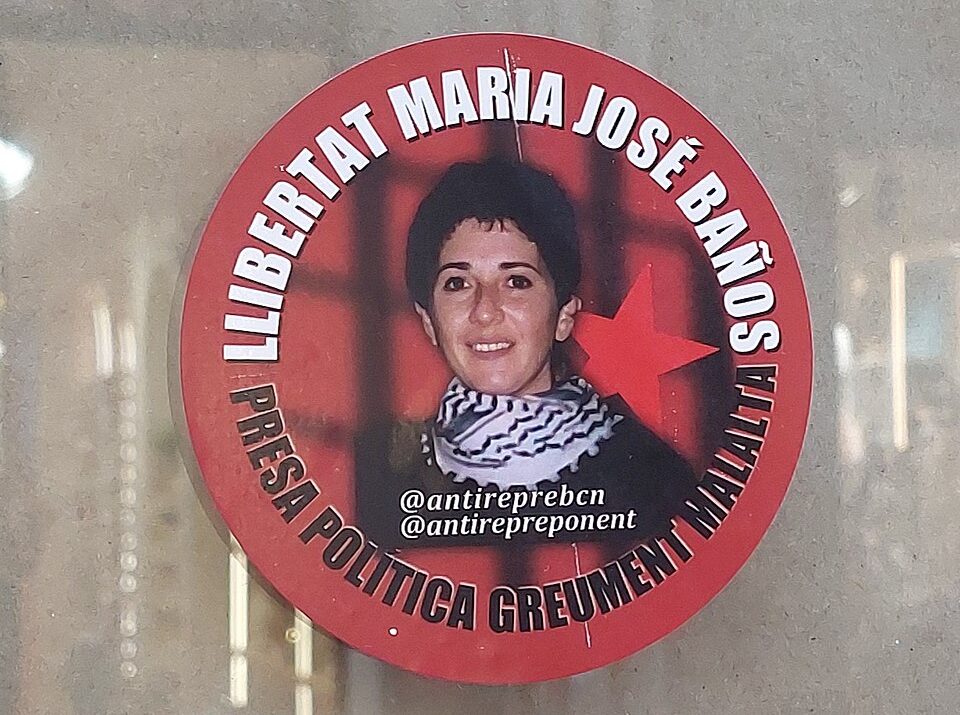 LLIBERTAT MARIA JOSÉ BAÑOS
@antireprebcn
@antirepreponent
PRESA POLÍTICA GREUMENT MALALTA